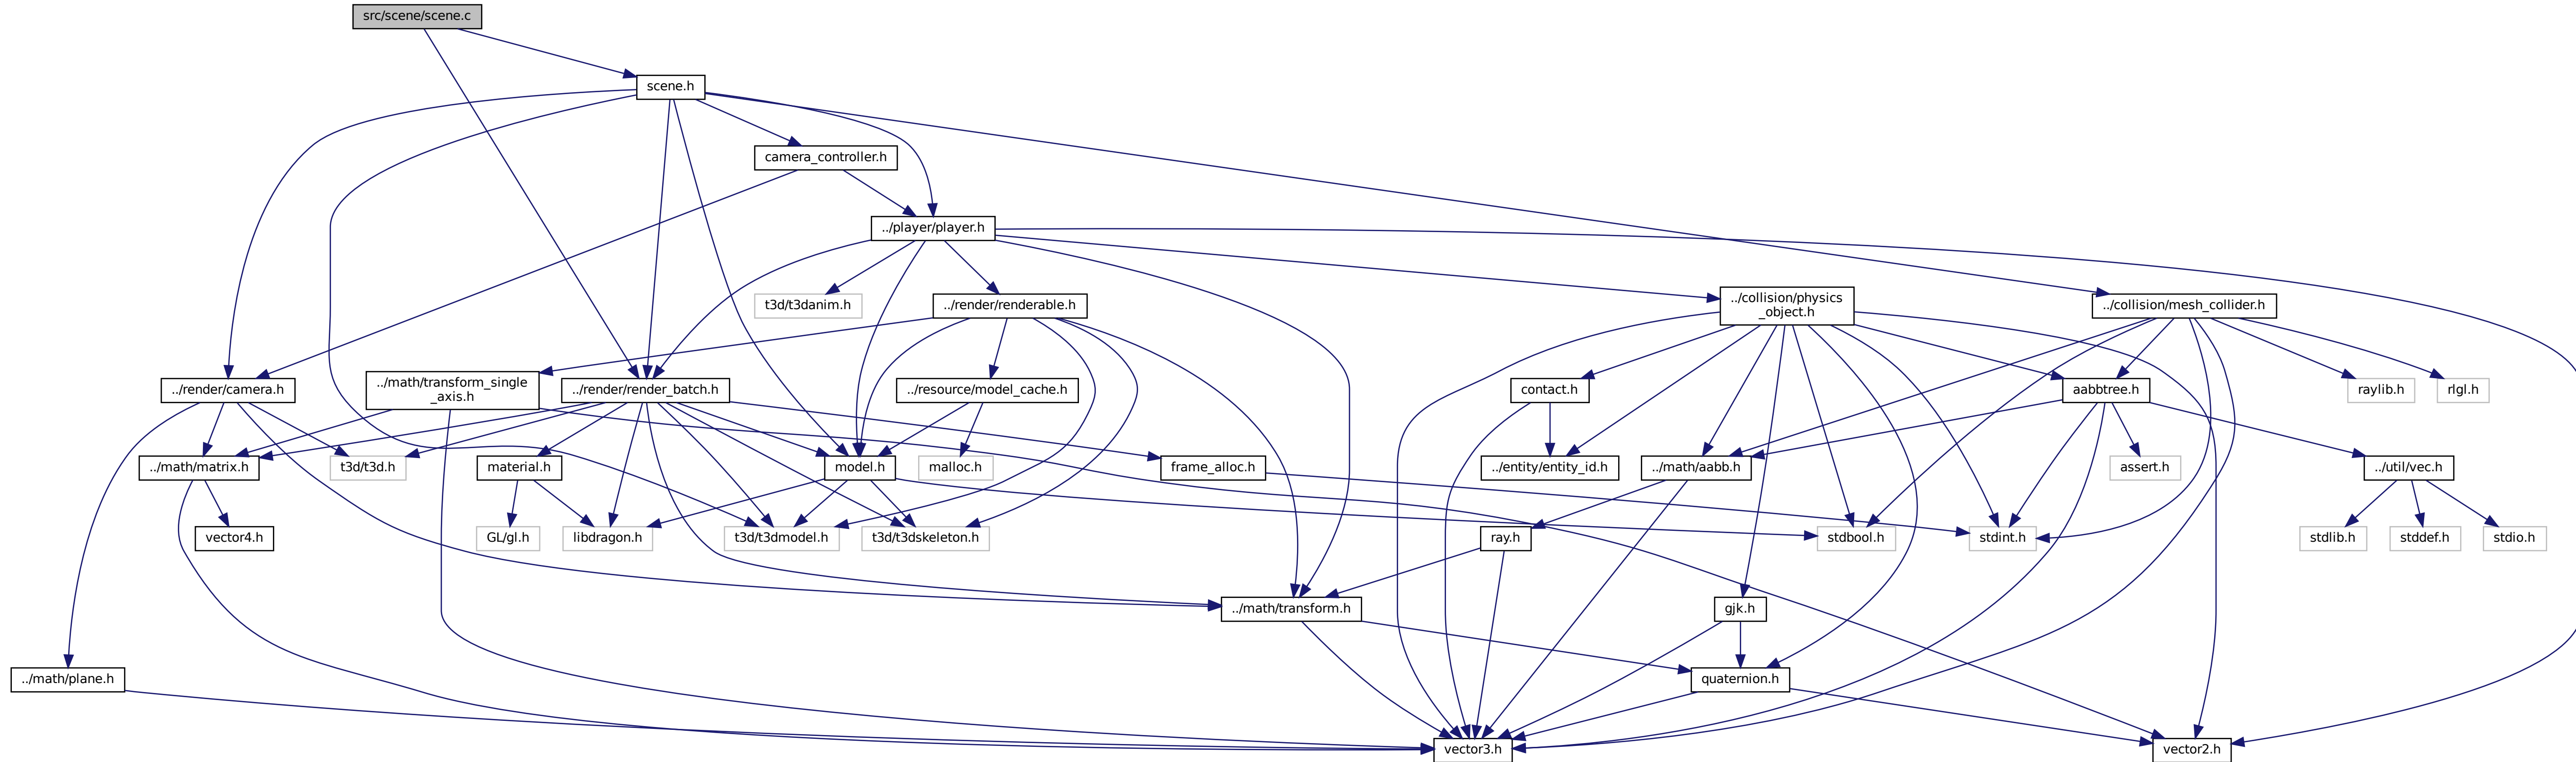 src/scene/scene.c
scene.h
camera_controller.h
../player/player.h
t3d/t3danim.h
../render/renderable.h
../collision/physics
_object.h
../collision/mesh_collider.h
../render/camera.h
../math/transform_single
_axis.h
../render/render_batch.h
../resource/model_cache.h
contact.h
aabbtree.h
raylib.h
rlgl.h
../math/matrix.h
t3d/t3d.h
material.h
model.h
malloc.h
frame_alloc.h
../entity/entity_id.h
../math/aabb.h
assert.h
../util/vec.h
vector4.h
GL/gl.h
libdragon.h
t3d/t3dmodel.h
t3d/t3dskeleton.h
ray.h
stdbool.h
stdint.h
stdlib.h
stddef.h
stdio.h
../math/transform.h
gjk.h
../math/plane.h
quaternion.h
vector3.h
vector2.h